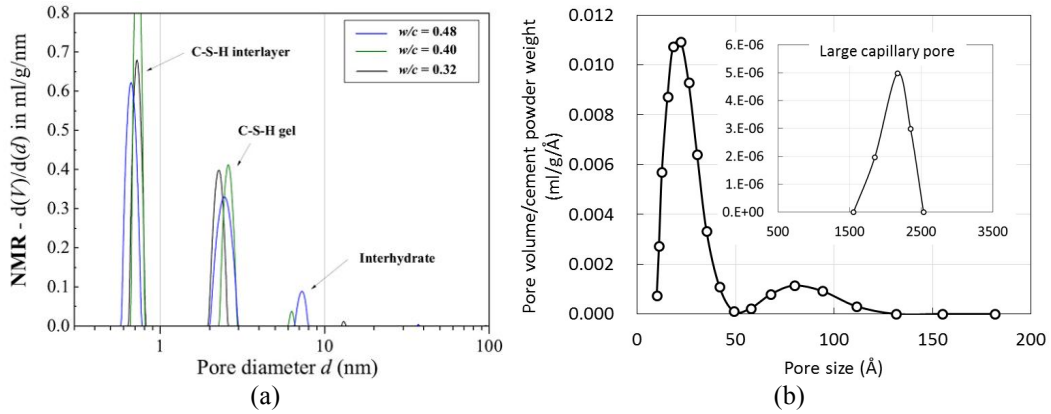 0.8
0.7
0.6
0.5
0.4
0.3
0.2
0.1
0.0
NMR - d(V)/d(d) in ml/g/nm
C-S-H interlayer
C-S-H gel
Interhydrate
w/c = 0.48
w/c = 0.40
w/c = 0.32
1 10 100
Pore diameter d (nm)
(a)
0.012
0.010
0.008
0.006
0.004
0.002
0.000
Pore volume/cement powder weight
(ml/g/Å)
Large capillary pore
6.E-06
5.E-06
3.E-06
2.E-06
1.E-06
0.E+00
500 1500 2500 3500
0 50 100 150 200
Pore size (Å)
(b)